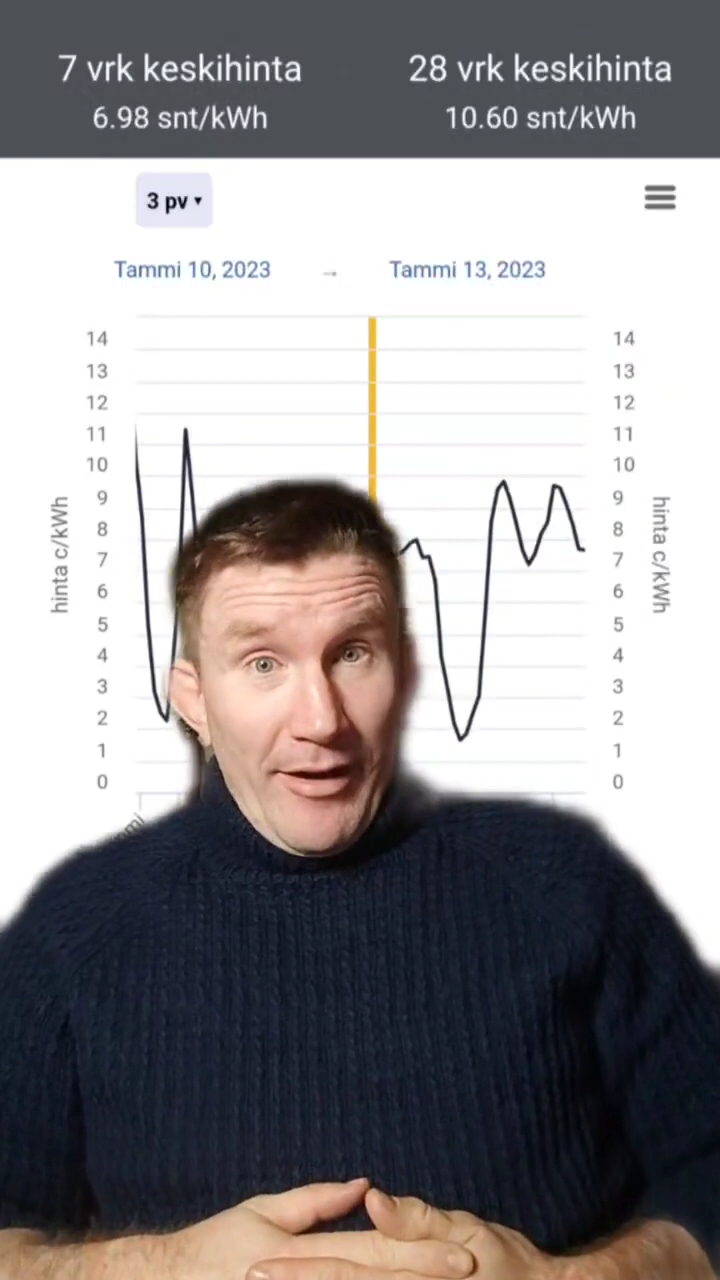 7 vrk keskihinta
6.98 snt/kWh
28 vrk keskihinta
10.60 snt/kWh
3 pv ▾
Tammi 10, 2023 → Tammi 13, 2023
14 14
13 13
12 12
11 11
10 10
9 9
8 8
7 7
6 6
5 5
4 4
3 3
2 2
1 1
0 0
hinta c/kWh
hinta c/kWh